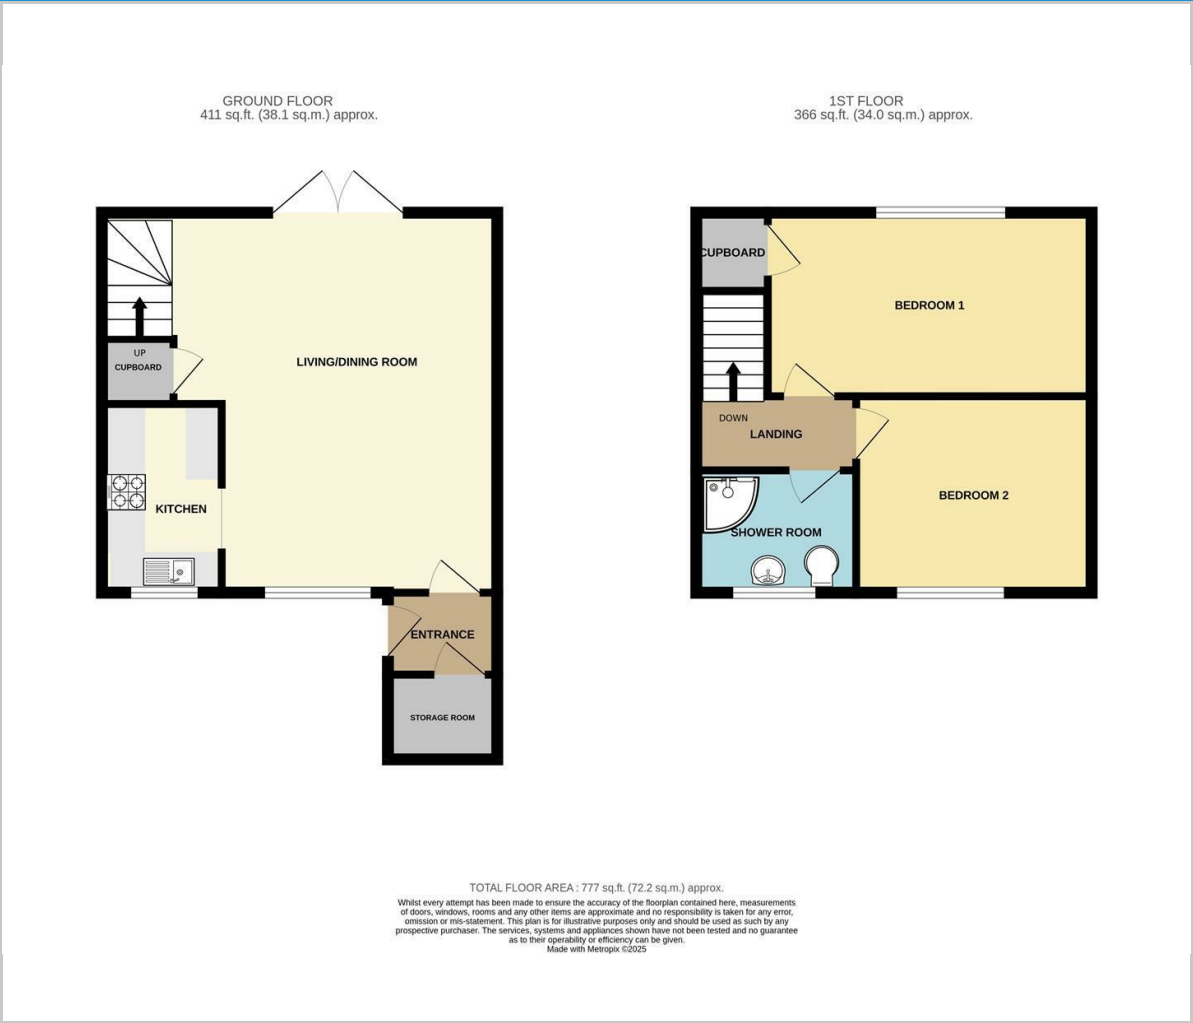 GROUND FLOOR
411 sq.ft. (38.1 sq.m.) approx.
1ST FLOOR
366 sq.ft. (34.0 sq.m.) approx.
UP
CUPBOARD
LIVING/DINING ROOM
KITCHEN
ENTRANCE
STORAGE ROOM
CUPBOARD
BEDROOM 1
DOWN
LANDING
BEDROOM 2
SHOWER ROOM
TOTAL FLOOR AREA : 777 sq.ft. (72.2 sq.m.) approx.
Whilst every attempt has been made to ensure the accuracy of the floorplan contained here, measurements
of doors, windows, rooms and any other items are approximate and no responsibility is taken for any error,
omission or mis-statement. This plan is for illustrative purposes only and should be used as such by any
prospective purchaser. The services, systems and appliances shown have not been tested and no guarantee
as to their operability or efficiency can be given.
Made with Metropix ©2025